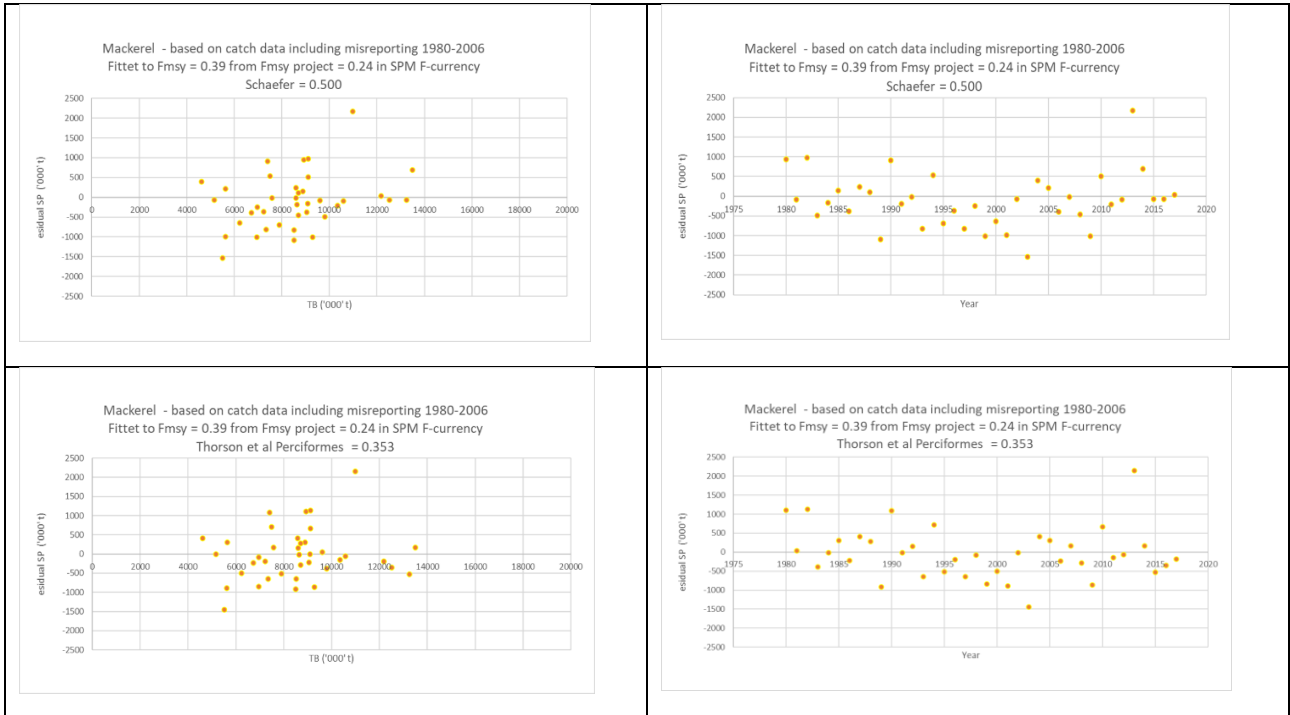 Mackerel - based on catch data including misreporting 1980-2006
Fittet to Fmsy = 0.39 from Fmsy project = 0.24 in SPM F-currency
Schaefer = 0.500
2500
2000
1500
1000
500
0
-500
-1000
-1500
-2000
-2500
0 2000 4000 6000 8000 10000 12000 14000 16000 18000 20000
esidual SP ('000' t)
TB ('000' t)
Mackerel - based on catch data including misreporting 1980-2006
Fittet to Fmsy = 0.39 from Fmsy project = 0.24 in SPM F-currency
Schaefer = 0.500
2500
2000
1500
1000
500
0
-500
-1000
-1500
-2000
-2500
1975 1980 1985 1990 1995 2000 2005 2010 2015 2020
esidual SP ('000' t)
Year
Mackerel - based on catch data including misreporting 1980-2006
Fittet to Fmsy = 0.39 from Fmsy project = 0.24 in SPM F-currency
Thorson et al Perciformes = 0.353
2500
2000
1500
1000
500
0
-500
-1000
-1500
-2000
-2500
0 2000 4000 6000 8000 10000 12000 14000 16000 18000 20000
esidual SP ('000' t)
TB ('000' t)
Mackerel - based on catch data including misreporting 1980-2006
Fittet to Fmsy = 0.39 from Fmsy project = 0.24 in SPM F-currency
Thorson et al Perciformes = 0.353
2500
2000
1500
1000
500
0
-500
-1000
-1500
-2000
-2500
1975 1980 1985 1990 1995 2000 2005 2010 2015 2020
esidual SP ('000' t)
Year